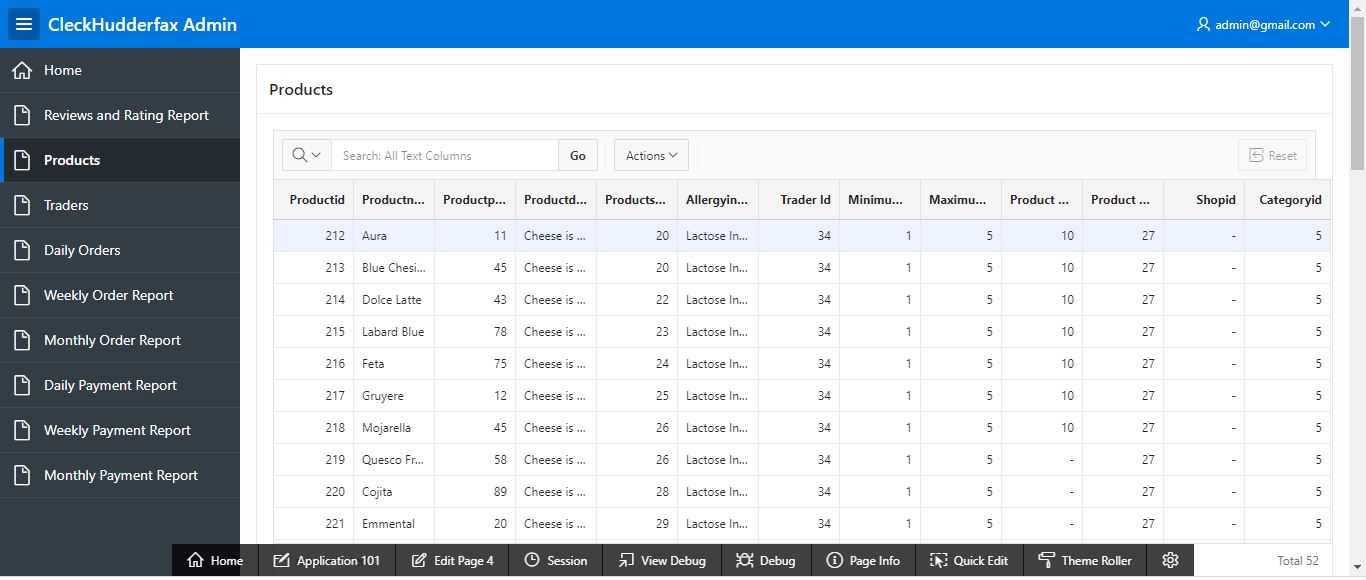 CleckHudderfax Admin admin@gmail.com
Home
Reviews and Rating Report
Products
Traders
Daily Orders
Weekly Order Report
Monthly Order Report
Daily Payment Report
Weekly Payment Report
Monthly Payment Report
Products
Search: All Text Columns Go Actions Reset
Productid Productn... Productp... Productd... Products... Allergyin... Trader Id Minimu... Maximu... Product ... Product ... Shopid Categoryid
212 Aura 11 Cheese is ... 20 Lactose In... 34 1 5 10 27 - 5
213 Blue Chesi... 45 Cheese is ... 20 Lactose In... 34 1 5 10 27 - 5
214 Dolce Latte 43 Cheese is ... 22 Lactose In... 34 1 5 10 27 - 5
215 Labard Blue 78 Cheese is ... 23 Lactose In... 34 1 5 10 27 - 5
216 Feta 75 Cheese is ... 24 Lactose In... 34 1 5 10 27 - 5
217 Gruyere 12 Cheese is ... 25 Lactose In... 34 1 5 10 27 - 5
218 Mojarella 45 Cheese is ... 26 Lactose In... 34 1 5 10 27 - 5
219 Quesco Fr... 58 Cheese is ... 26 Lactose In... 34 1 5 - 27 - 5
220 Cojita 89 Cheese is ... 28 Lactose In... 34 1 5 - 27 - 5
221 Emmental 20 Cheese is ... 29 Lactose In... 34 1 5 - 27 - 5
Home Application 101 Edit Page 4 Session View Debug Debug Page Info Quick Edit Theme Roller Total 52